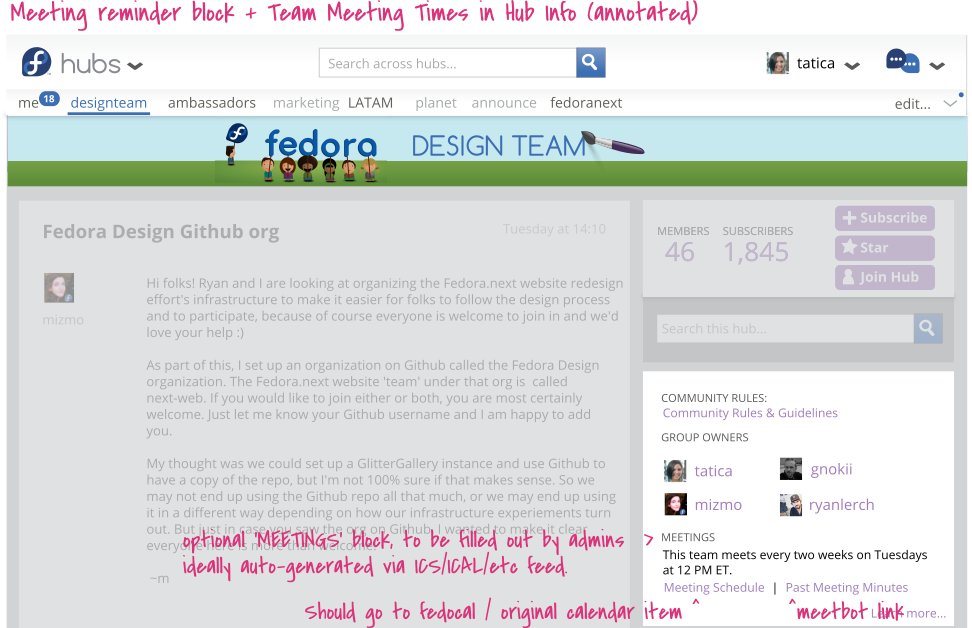 Meeting reminder block + Team Meeting Times in Hub Info (annotated)
hubs
Search across hubs...
tatica
me 18 designteam ambassadors marketing LATAM planet announce fedoranext edit...
fedora DESIGN TEAM
Fedora Design Github org
Tuesday at 14:10
mizmo
Hi folks! Ryan and I are looking at organizing the Fedora.next website redesign
effort's infrastructure to make it easier for folks to follow the design process
and to participate, because of course everyone is welcome to join in and we'd
love your help :)
As part of this, I set up an organization on Github called the Fedora Design
organization. The Fedora.next website 'team' under that org is called
next-web. If you would like to join either or both, you are most certainly
welcome. Just let me know your Github username and I am happy to add
you.
My thought was we could set up a GlitterGallery instance and use Github to
have a copy of the repo, but I'm not 100% sure if that makes sense. So we
may not end up using the Github repo all that much, or we may end up using
it in a different way depending on how our infrastructure experiements turn
out. But just in case you saw the org on Github, I wanted to make it clear
everyone here is more than welcome.
~m
MEMBERS SUBSCRIBERS
46 1,845
Subscribe
Star
Join Hub
Search this hub...
COMMUNITY RULES:
Community Rules & Guidelines
GROUP OWNERS
tatica gnokii
mizmo ryanlerch
MEETINGS
This team meets every two weeks on Tuesdays
at 12 PM ET.
Meeting Schedule | Past Meeting Minutes
Learn more...
optional 'MEETINGS' block, to be filled out by admins >
ideally auto-generated via ICS/ICAL/etc feed.
Should go to fedocal / original calendar item ^
^meetbot link